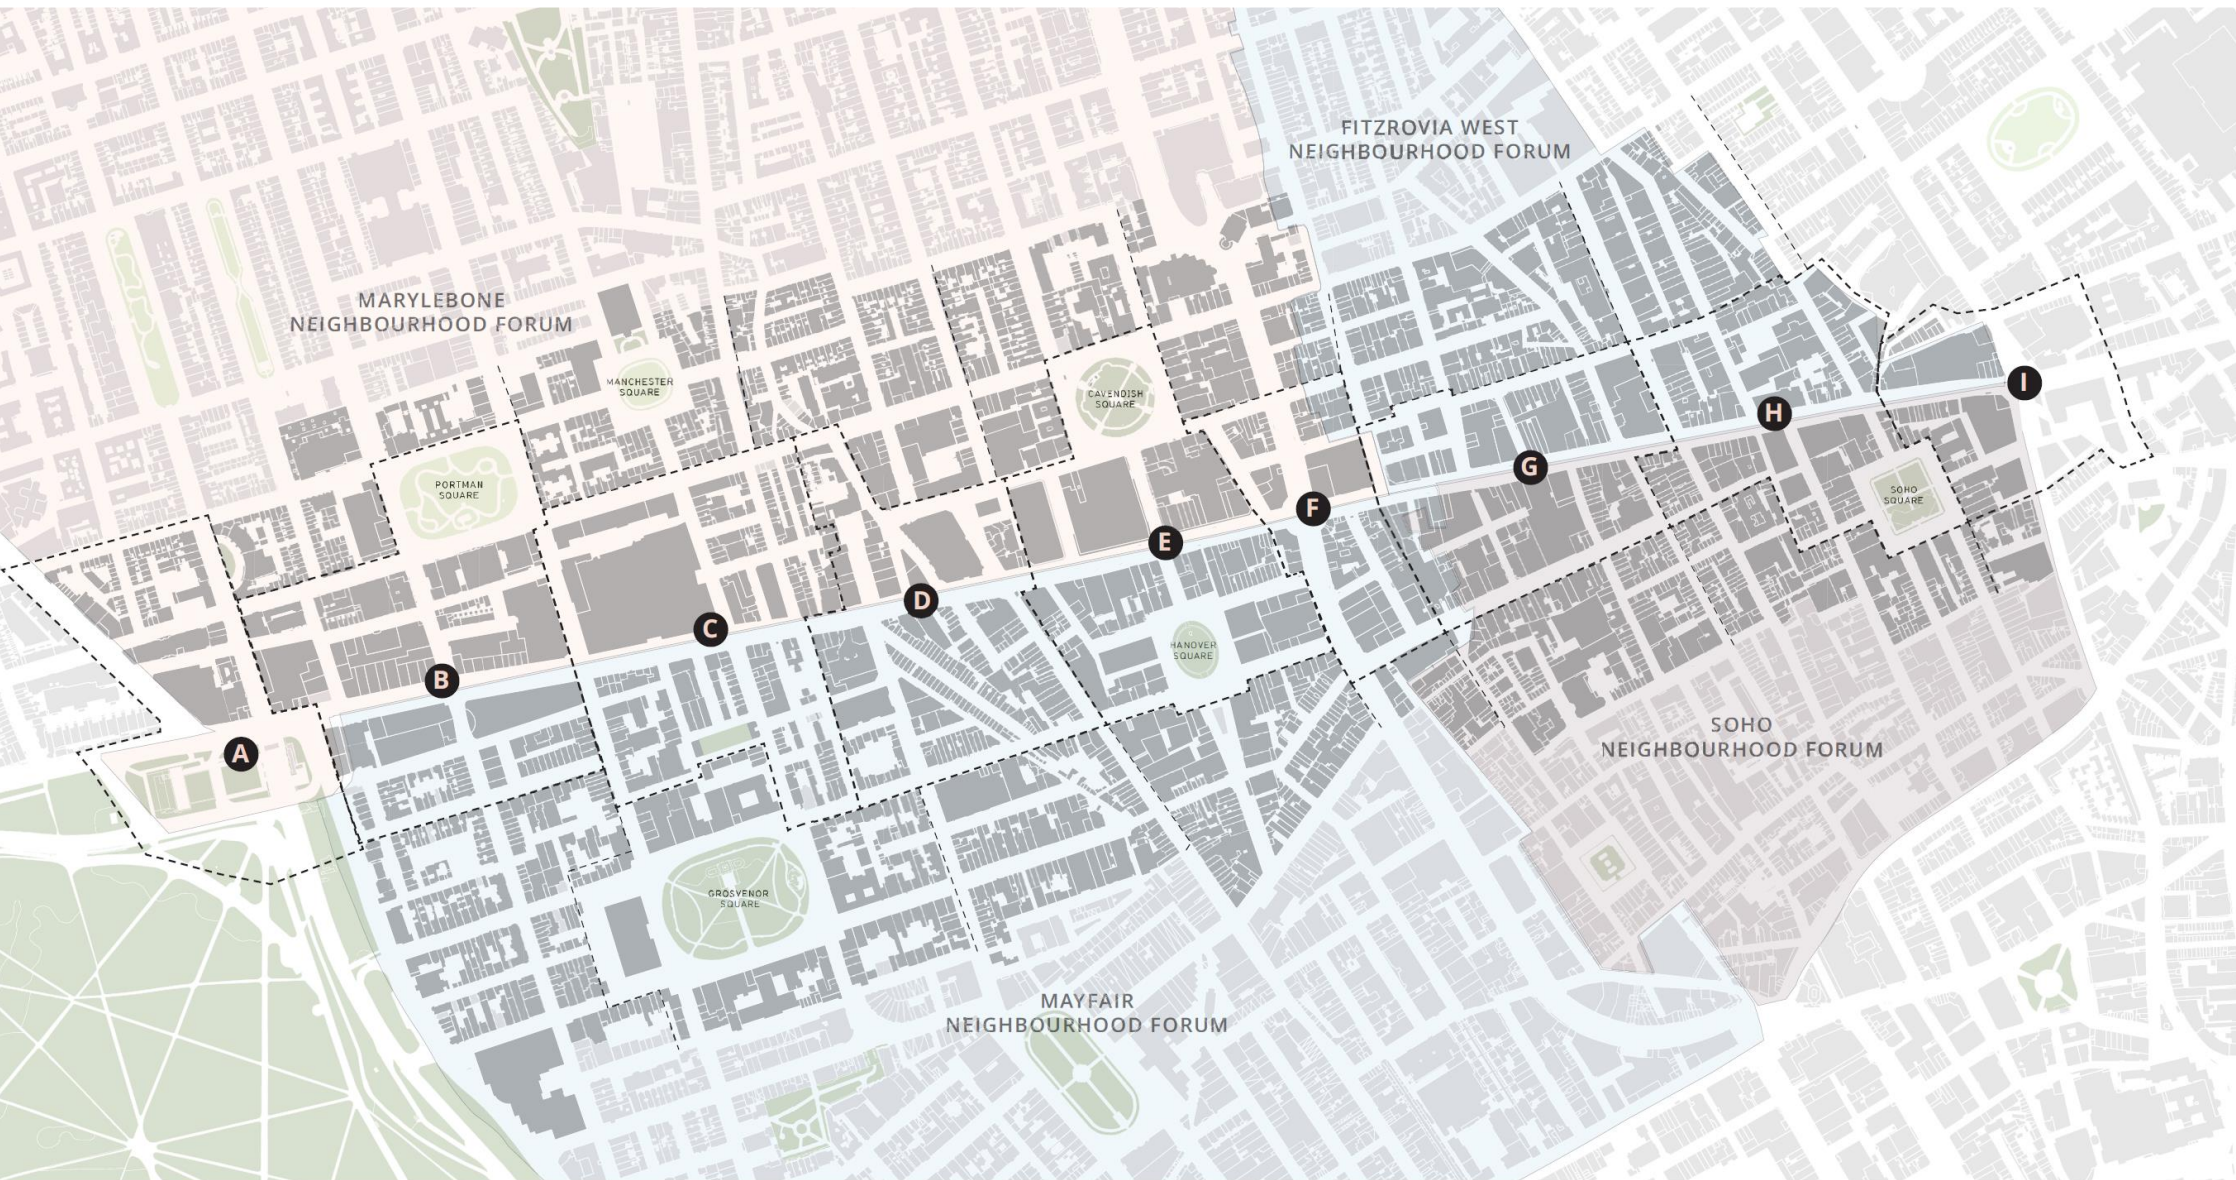 FITZROVIA WEST
NEIGHBOURHOOD FORUM
MARYLEBONE
NEIGHBOURHOOD FORUM
MANCHESTER
SQUARE
CAVENDISH
SQUARE
PORTMAN
SQUARE
SOHO
SQUARE
I
H
G
F
E
D
C
B
A
HANOVER
SQUARE
SOHO
NEIGHBOURHOOD FORUM
GROSVENOR
SQUARE
MAYFAIR
NEIGHBOURHOOD FORUM